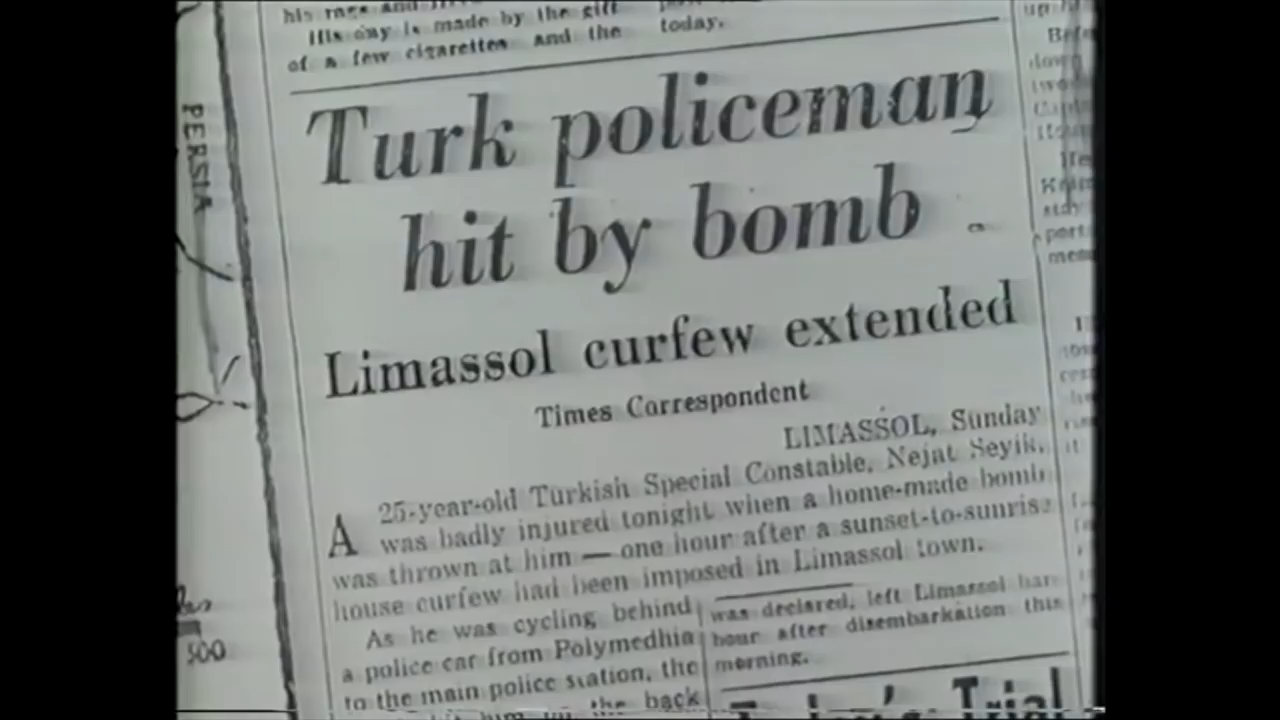 his rage and
His day is made by the gift
of a few cigarettes and the
today.
PERSIA
500
Turk policeman
hit by bomb
Limassol curfew extended
Times Correspondent
LIMASSOL, Sunday
A 25-year-old Turkish Special Constable, Nejat Seyik,
was badly injured tonight when a home-made bomb
was thrown at him — one hour after a sunset-to-sunrise
house curfew had been imposed in Limassol town.
As he was cycling behind
a police car from Polymedhia
to the main police station, the
him the back
was declared, left Limassol
hour after disembarkation this
morning.
Trial